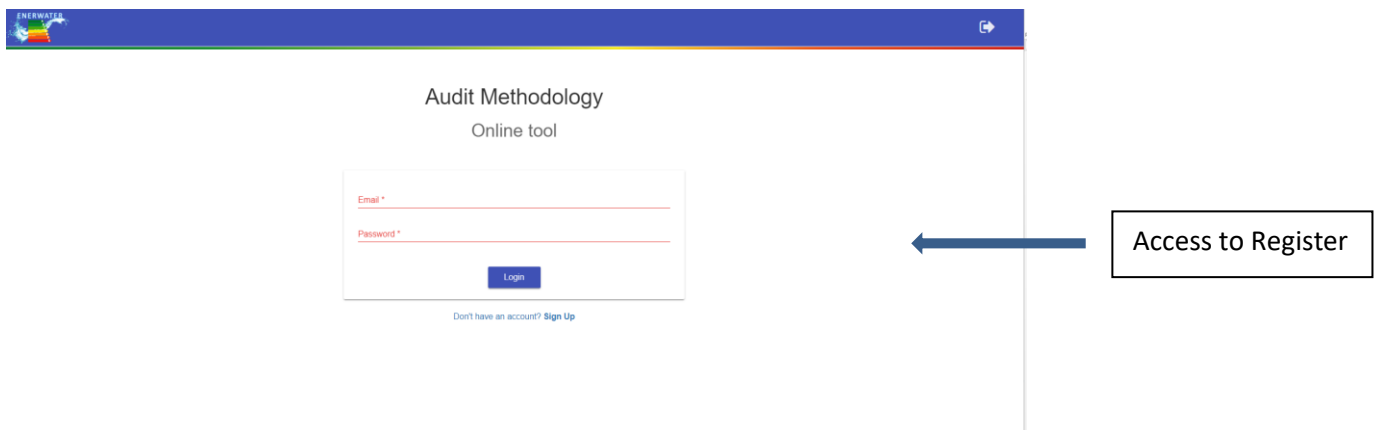 ENERWATER
Audit Methodology
Online tool
Email *
Password *
Access to Register
Login
Don't have an account? Sign Up